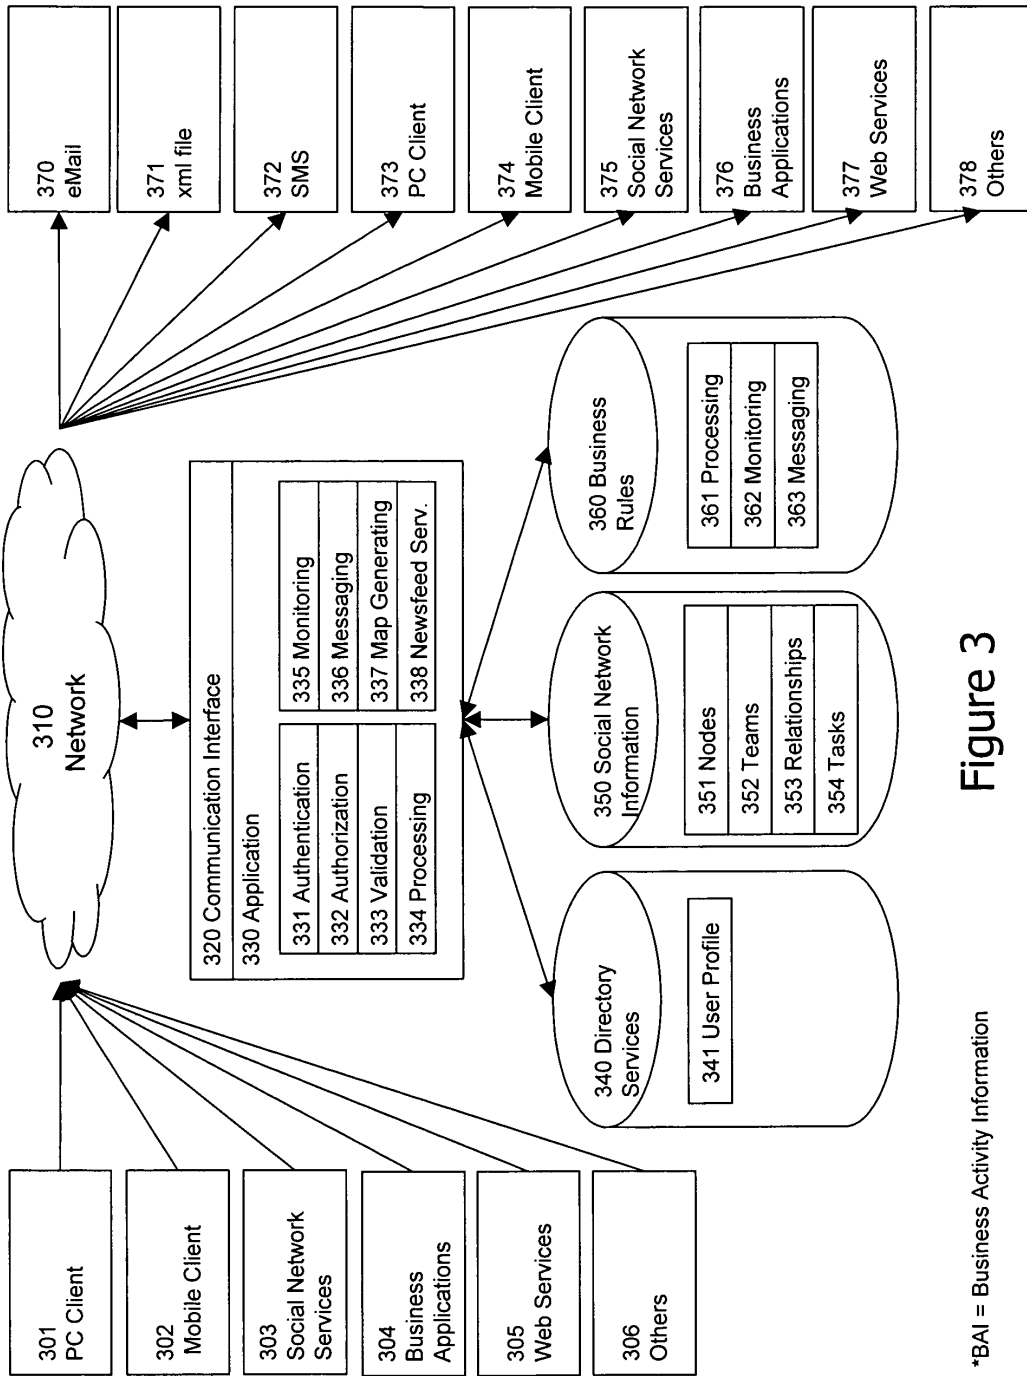 301
PC Client
302
Mobile Client
303
Social Network
Services
304
Business
Applications
305
Web Services
306
Others
310
Network
320 Communication Interface
330 Application
331 Authentication
332 Authorization
333 Validation
334 Processing
335 Monitoring
336 Messaging
337 Map Generating
338 Newsfeed Serv.
340 Directory
Services
341 User Profile
350 Social Network
Information
351 Nodes
352 Teams
353 Relationships
354 Tasks
360 Business
Rules
361 Processing
362 Monitoring
363 Messaging
370
eMail
371
xml file
372
SMS
373
PC Client
374
Mobile Client
375
Social Network
Services
376
Business
Applications
377
Web Services
378
Others
*BAI = Business Activity Information
Figure 3